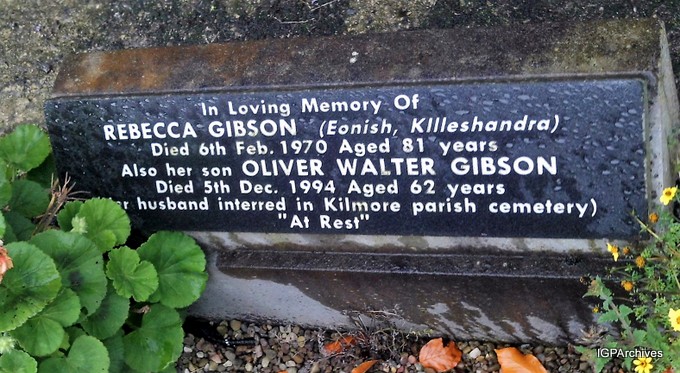 In Loving Memory Of
REBECCA GIBSON (Eonish, KIlleshandra)
Died 6th Feb. 1970 Aged 81 years
Also her son OLIVER WALTER GIBSON
Died 5th Dec. 1994 Aged 62 years
husband interred in Kilmore parish cemetery)
"At Rest"
IGPArchives